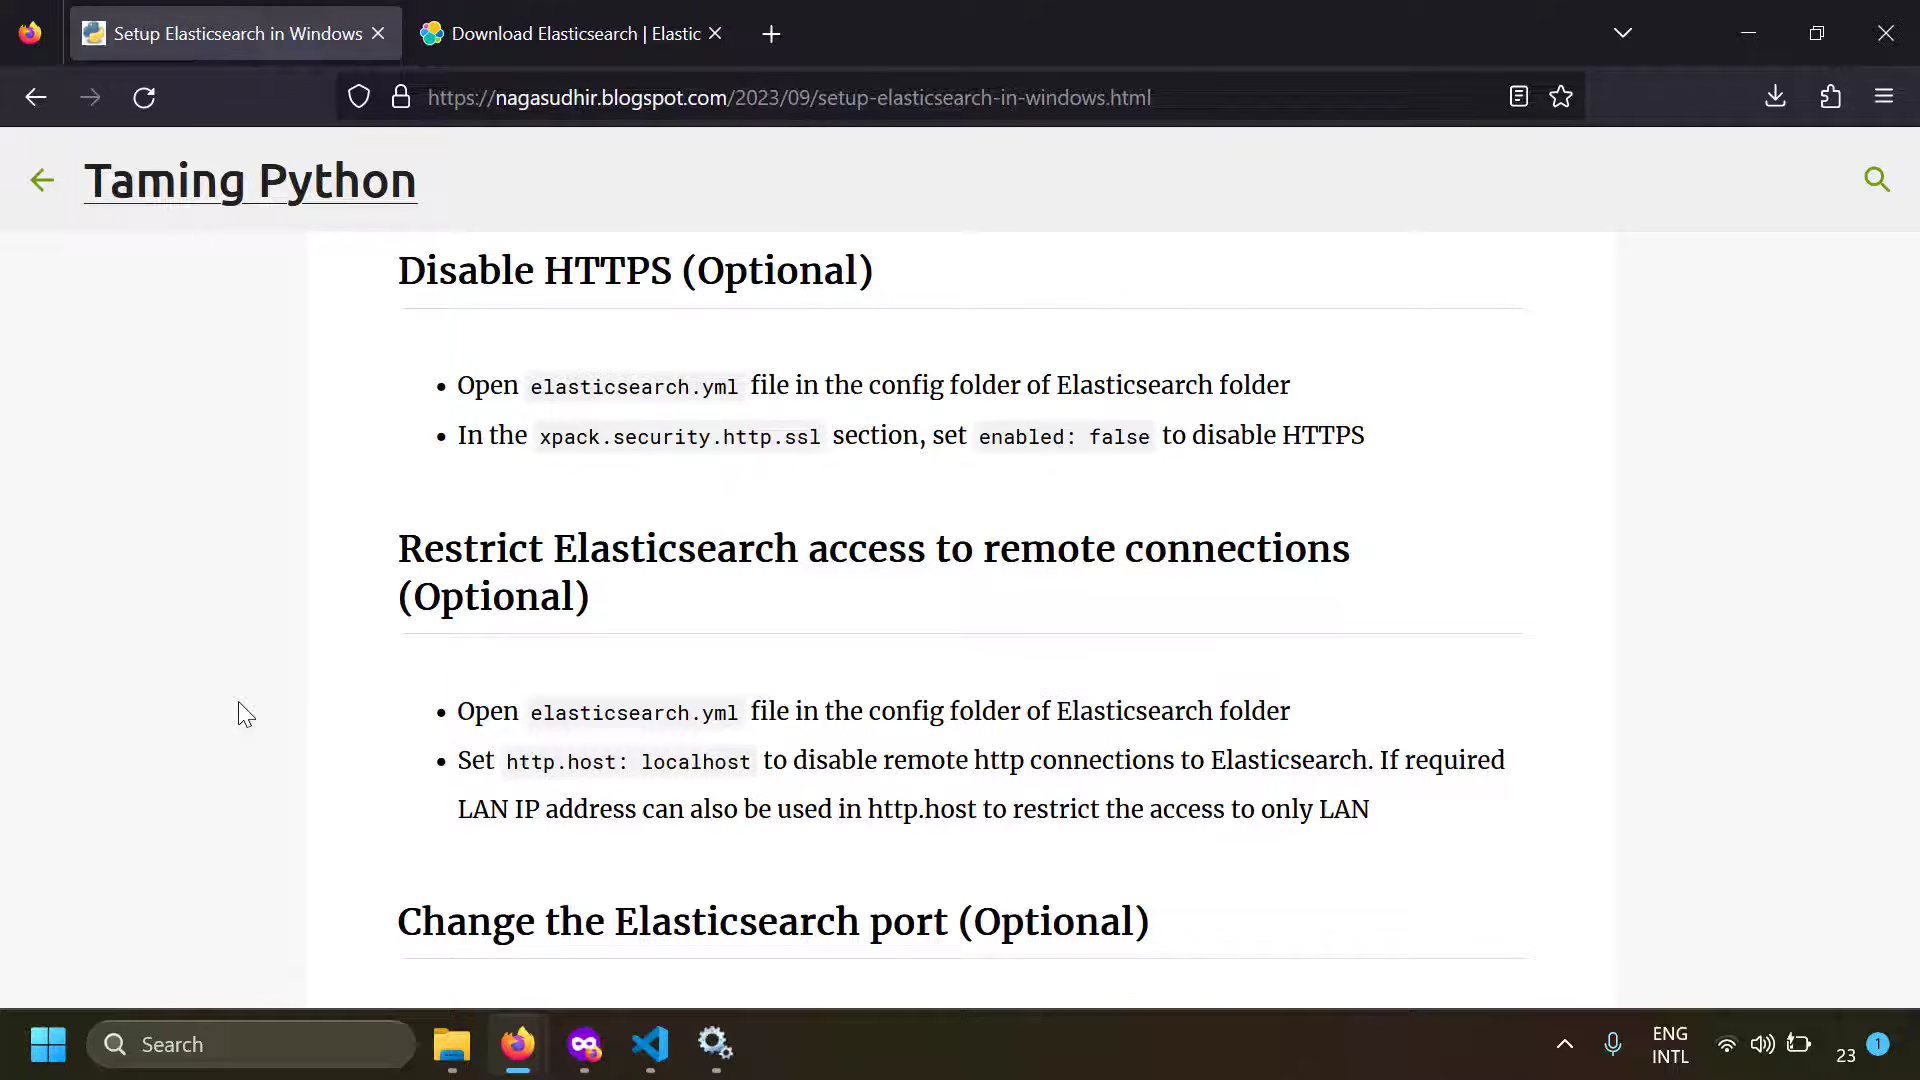 Setup Elasticsearch in Windows
Download Elasticsearch | Elastic
https://nagasudhir.blogspot.com/2023/09/setup-elasticsearch-in-windows.html
Taming Python
Disable HTTPS (Optional)
• Open elasticsearch.yml file in the config folder of Elasticsearch folder
• In the xpack.security.http.ssl section, set enabled: false to disable HTTPS
Restrict Elasticsearch access to remote connections
(Optional)
• Open elasticsearch.yml file in the config folder of Elasticsearch folder
• Set http.host: localhost to disable remote http connections to Elasticsearch. If required
LAN IP address can also be used in http.host to restrict the access to only LAN
Change the Elasticsearch port (Optional)
Search
ENG
INTL
23
1